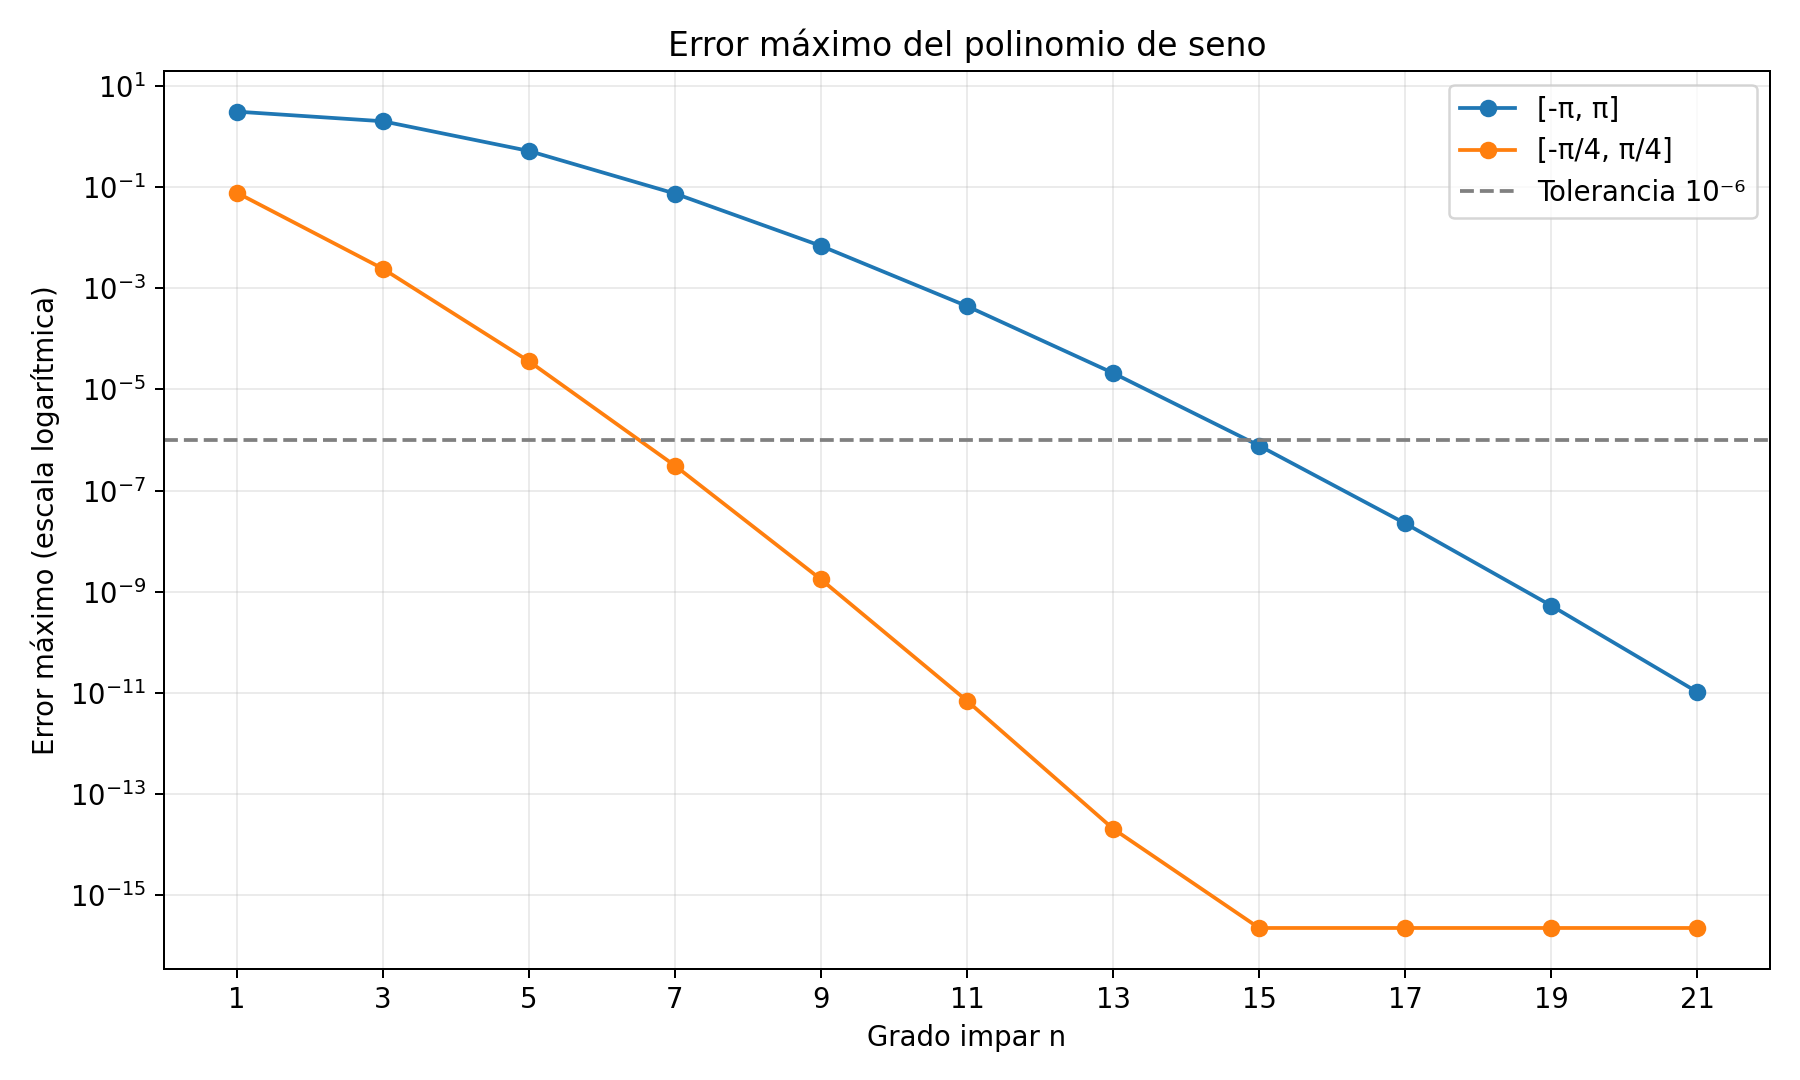 Error máximo del polinomio de seno
Error máximo (escala logarítmica)
10¹
10⁻¹
10⁻³
10⁻⁵
10⁻⁷
10⁻⁹
10⁻¹¹
10⁻¹³
10⁻¹⁵
[-π, π]
[-π/4, π/4]
Tolerancia 10⁻⁶
1 3 5 7 9 11 13 15 17 19 21
Grado impar n